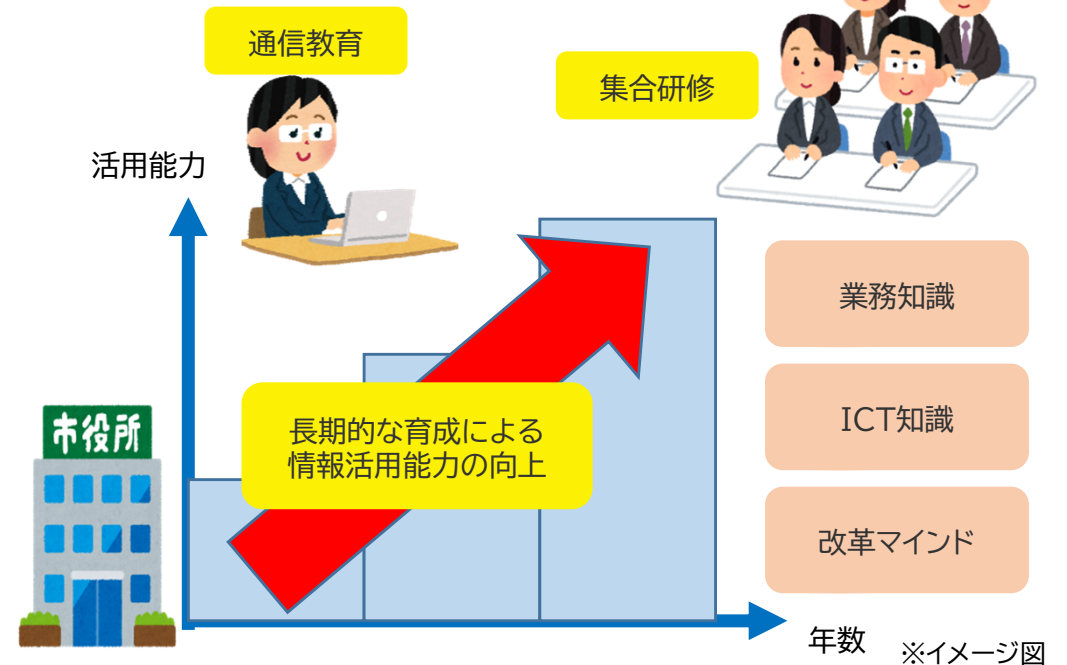 通信教育
集合研修
活用能力
業務知識
ICT知識
長期的な育成による
情報活用能力の向上
市役所
改革マインド
年数
※イメージ図